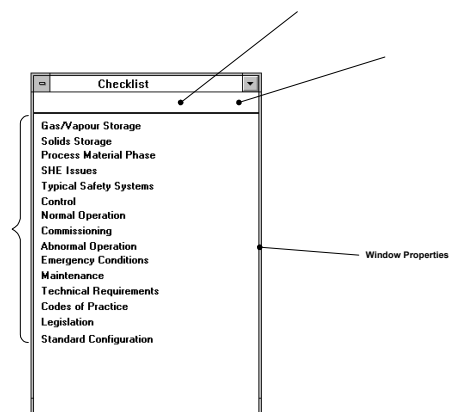 Checklist
Gas/Vapour Storage
Solids Storage
Process Material Phase
SHE Issues
Typical Safety Systems
Control
Normal Operation
Commissioning
Abnormal Operation
Emergency Conditions
Maintenance
Technical Requirements
Codes of Practice
Legislation
Standard Configuration
Window Properties